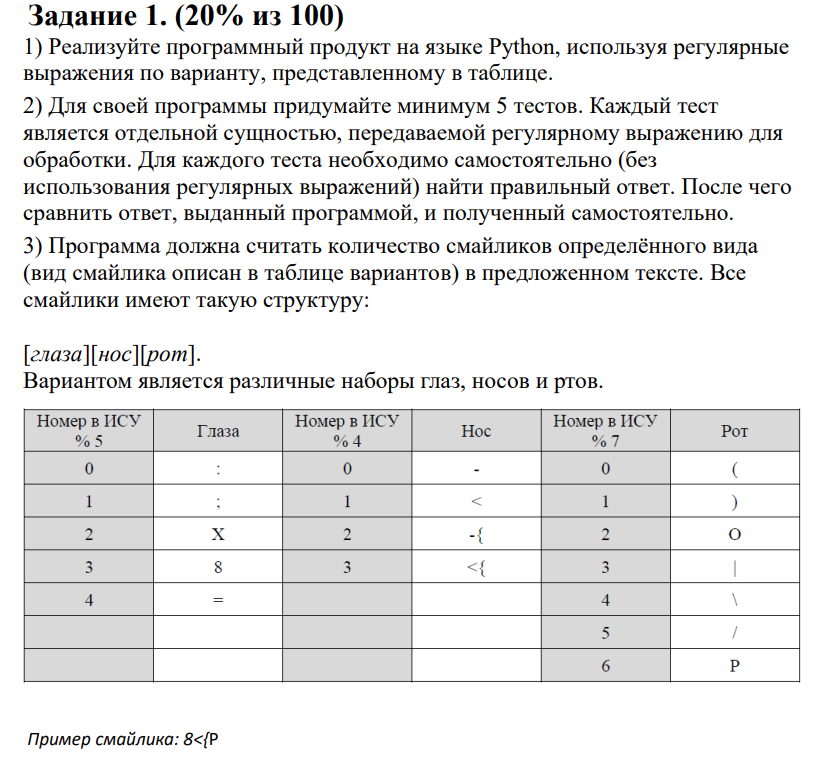 Задание 1. (20% из 100)
1) Реализуйте программный продукт на языке Python, используя регулярные
выражения по варианту, представленному в таблице.
2) Для своей программы придумайте минимум 5 тестов. Каждый тест
является отдельной сущностью, передаваемой регулярному выражению для
обработки. Для каждого теста необходимо самостоятельно (без
использования регулярных выражений) найти правильный ответ. После чего
сравнить ответ, выданный программой, и полученный самостоятельно.
3) Программа должна считать количество смайликов определённого вида
(вид смайлика описан в таблице вариантов) в предложенном тексте. Все
смайлики имеют такую структуру:
[глаза][нос][рот].
Вариантом является различные наборы глаз, носов и ртов.
Номер в ИСУ % 5 Глаза Номер в ИСУ % 4 Нос Номер в ИСУ % 7 Рот
0 : 0 - 0 (
1 ; 1 < 1 )
2 X 2 -{ 2 O
3 8 3 <{ 3 |
4 = 4 \
5 /
6 P
Пример смайлика: 8<{P